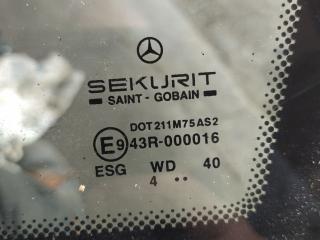 SEKURIT
SAINT - GOBAIN
DOT211M75AS2
E9 43R-000016
ESG WD 40
4 ..